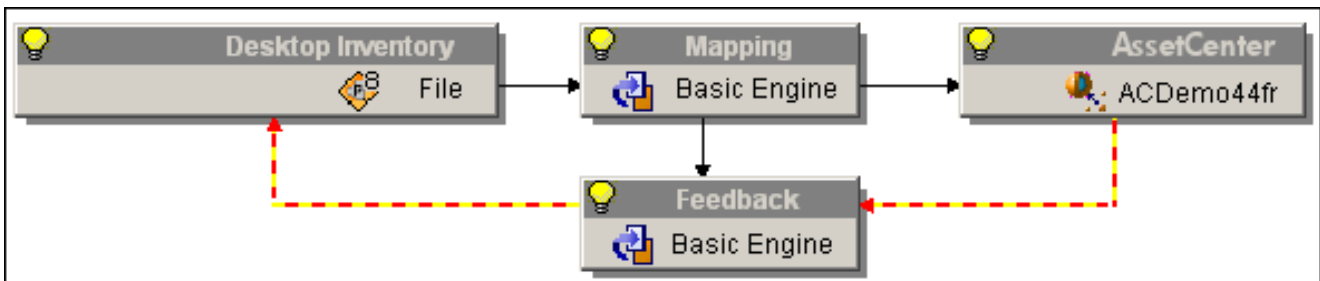 Desktop Inventory
File
Mapping
Basic Engine
AssetCenter
ACDemo44fr
Feedback
Basic Engine